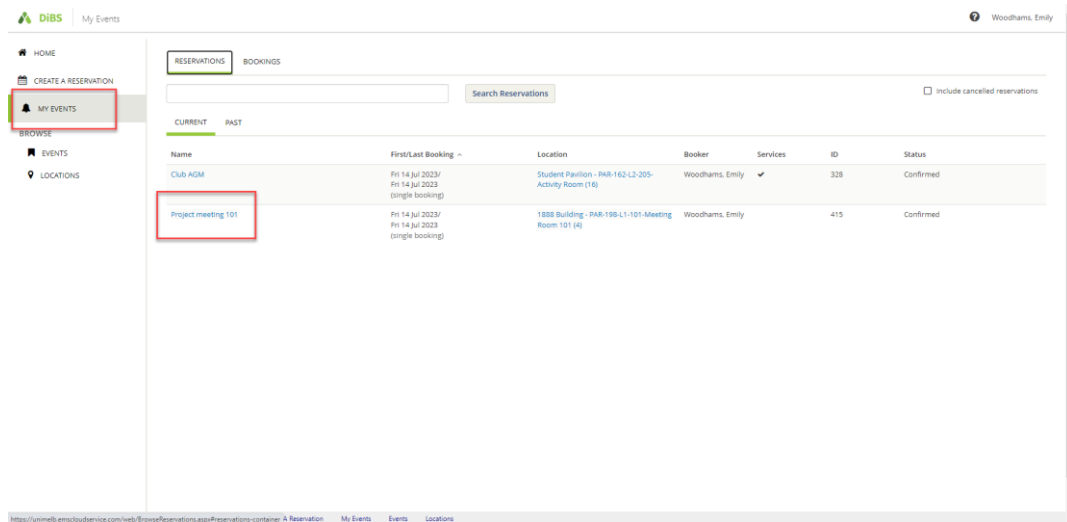 DiBS My Events Woodhams, Emily
HOME
CREATE A RESERVATION
MY EVENTS
BROWSE
EVENTS
LOCATIONS
RESERVATIONS BOOKINGS
Search Reservations Include cancelled reservations
CURRENT PAST
Name First/Last Booking Location Booker Services ID Status
Club AGM Fri 14 Jul 2023/ Student Pavilion - PAR-162-L2-205- Woodhams, Emily 328 Confirmed
Fri 14 Jul 2023 Activity Room (16)
(single booking)
Project meeting 101 Fri 14 Jul 2023/ 1888 Building - PAR-198-L1-101-Meeting Woodhams, Emily 415 Confirmed
Fri 14 Jul 2023 Room 101 (4)
(single booking)
https://unimelb.emscloudservice.com/web/BrowseReservations.aspx#reservations-container A Reservation My Events Events Locations